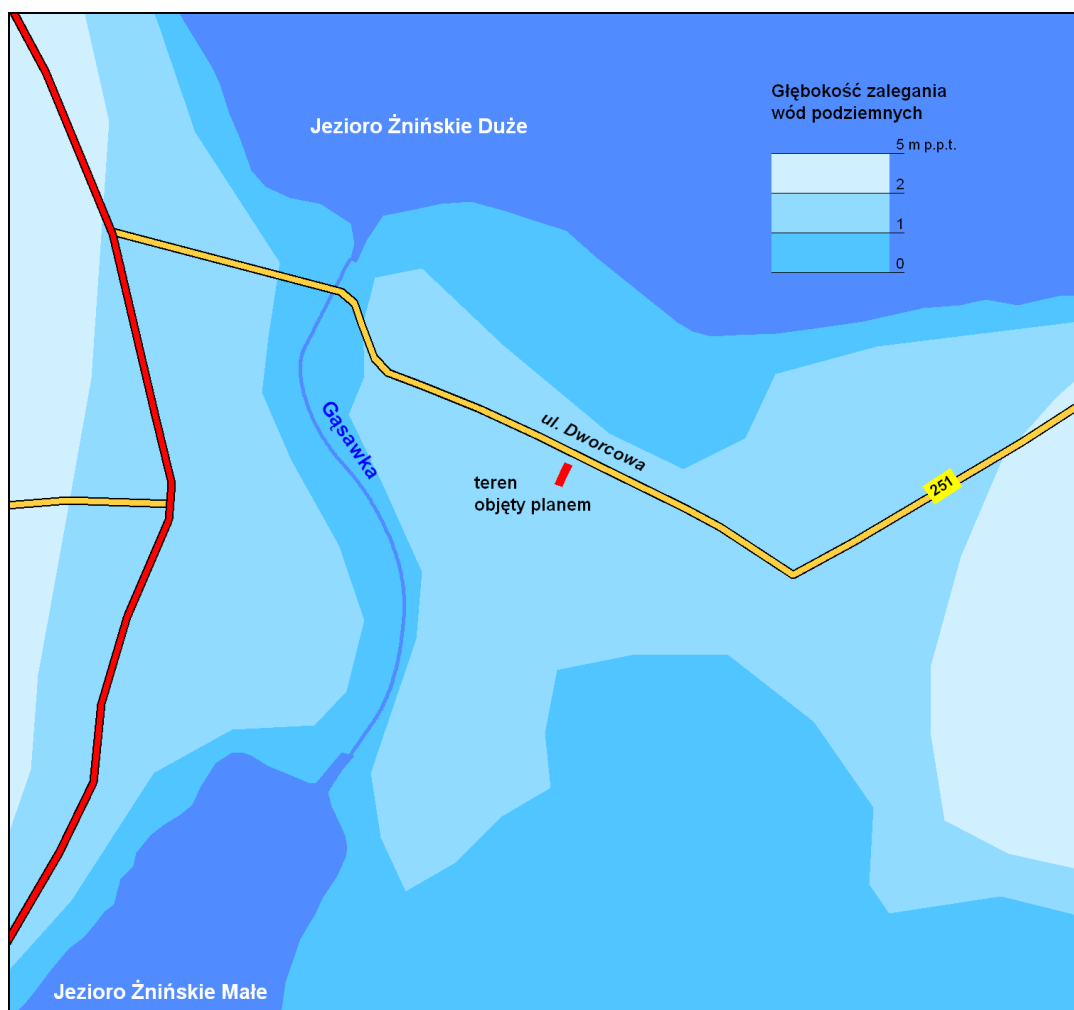 Głębokość zalegania
wód podziemnych
5 m p.p.t.
2
1
0
Jezioro Żnińskie Duże
Gąsawka
ul. Dworcowa
teren
objęty planem
251
Jezioro Żnińskie Małe